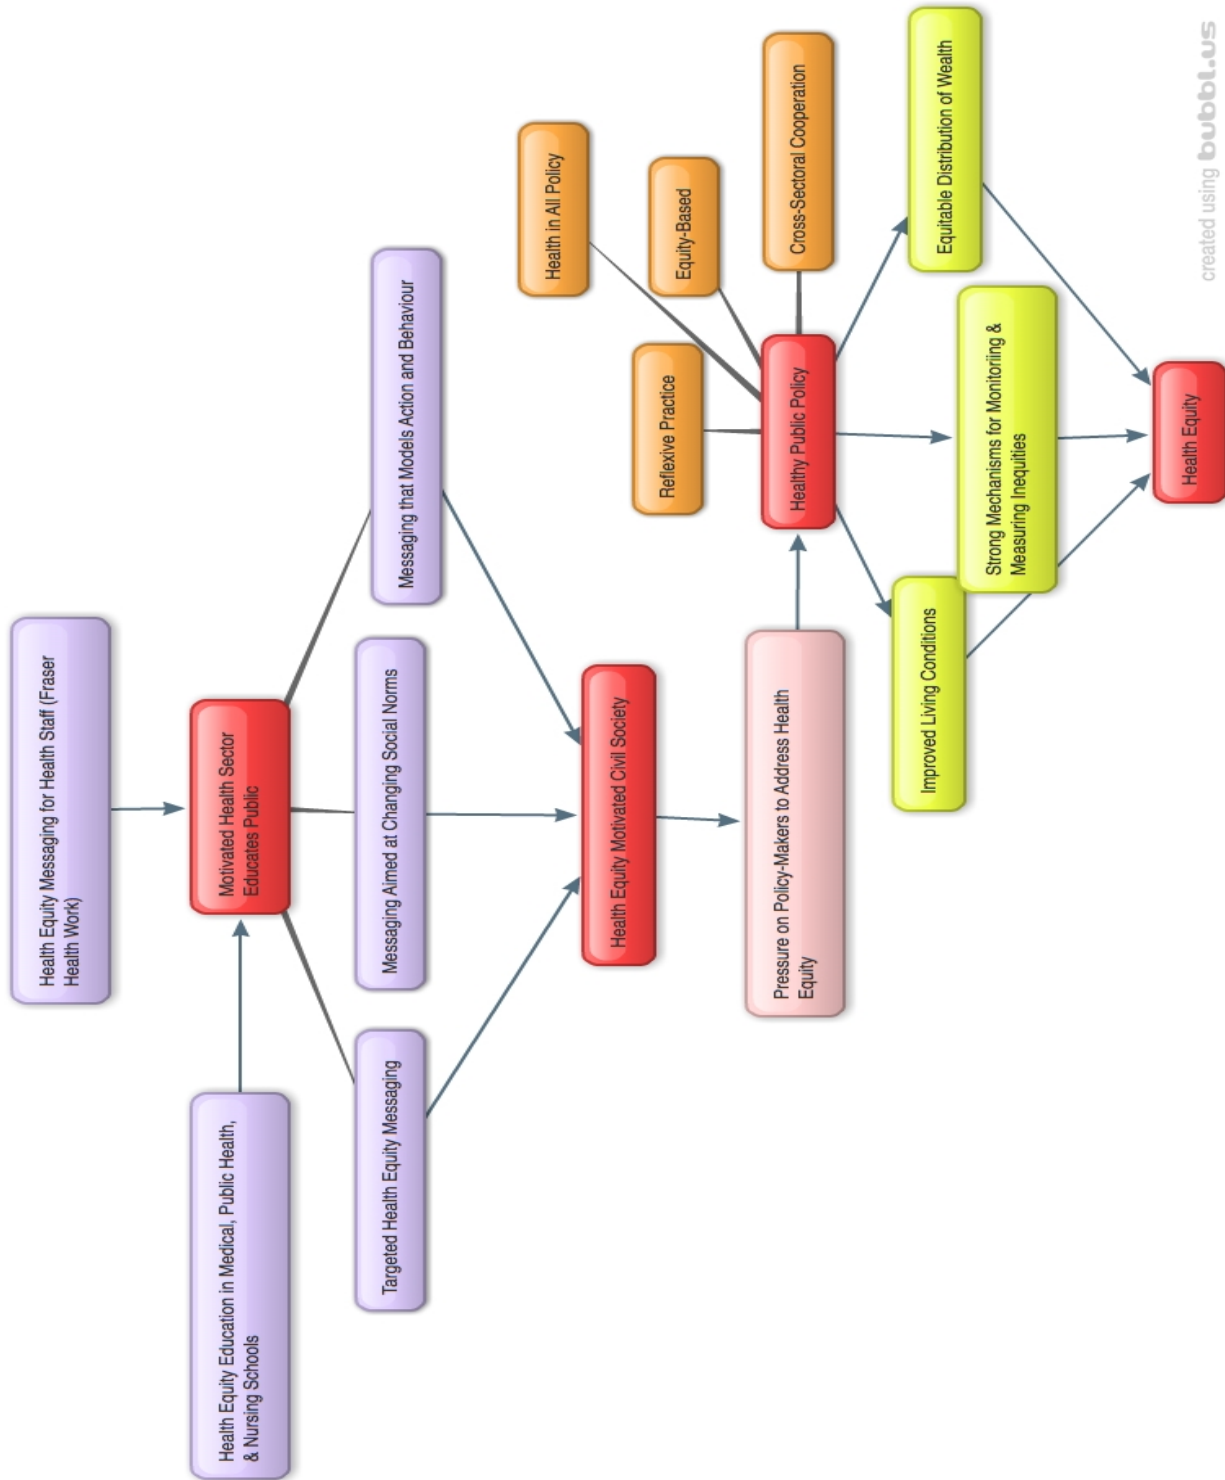 Health Equity Messaging for Health Staff (Fraser
Health Work)
Health Equity Education in Medical, Public Health,
& Nursing Schools
Motivated Health Sector
Educates Public
Targeted Health Equity Messaging
Messaging Aimed at Changing Social Norms
Messaging that Models Action and Behaviour
Health Equity Motivated Civil Society
Pressure on Policy-Makers to Address Health
Equity
Health in All Policy
Reflexive Practice
Equity-Based
Healthy Public Policy
Cross-Sectoral Cooperation
Improved Living Conditions
Strong Mechanisms for Monitoriing &
Measuring Inequities
Equitable Distribution of Wealth
Health Equity
created using bubbl.us